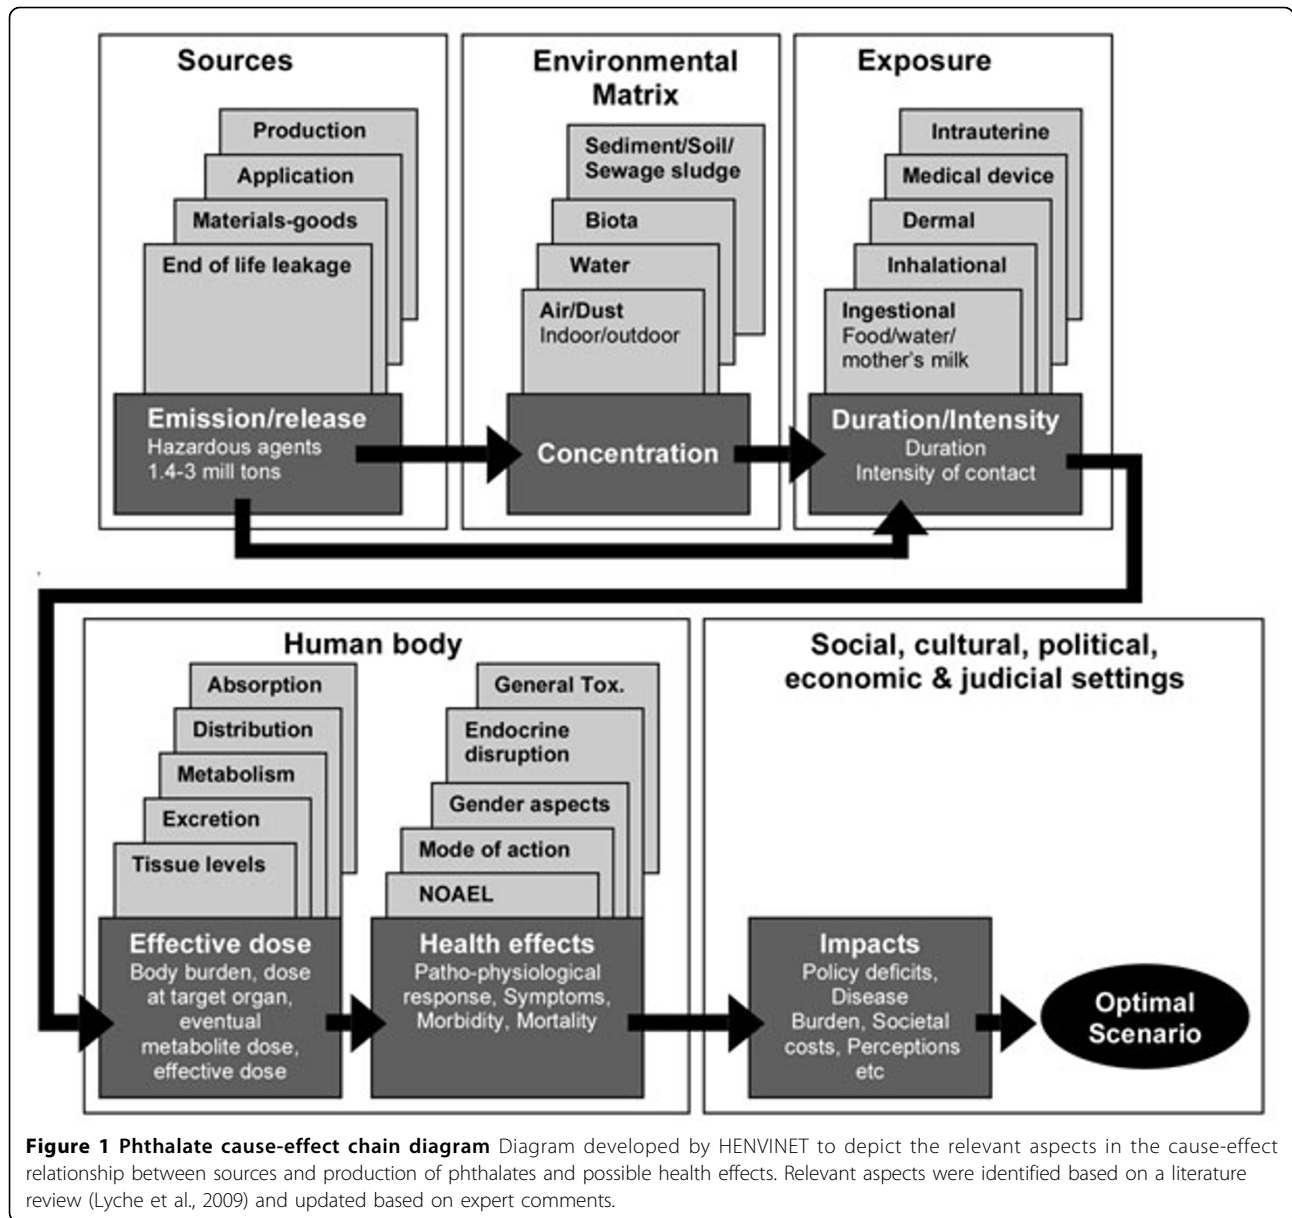 Sources
Production
Application
Materials-goods
End of life leakage
Emission/release
Hazardous agents
1.4-3 mill tons
Environmental
Matrix
Sediment/Soil/
Sewage sludge
Biota
Water
Air/Dust
Indoor/outdoor
Concentration
Exposure
Intrauterine
Medical device
Dermal
Inhalational
Ingestional
Food/water/
mother's milk
Duration/Intensity
Duration
Intensity of contact
Human body
Absorption
Distribution
Metabolism
Excretion
Tissue levels
Effective dose
Body burden, dose
at target organ,
eventual
metabolite dose,
effective dose
General Tox.
Endocrine
disruption
Gender aspects
Mode of action
NOAEL
Health effects
Patho-physiological
response, Symptoms,
Morbidity, Mortality
Social, cultural, political,
economic & judicial settings
Impacts
Policy deficits,
Disease
Burden, Societal
costs, Perceptions
etc
Optimal
Scenario
Figure 1 Phthalate cause-effect chain diagram Diagram developed by HENVINET to depict the relevant aspects in the cause-effect
relationship between sources and production of phthalates and possible health effects. Relevant aspects were identified based on a literature
review (Lyche et al., 2009) and updated based on expert comments.